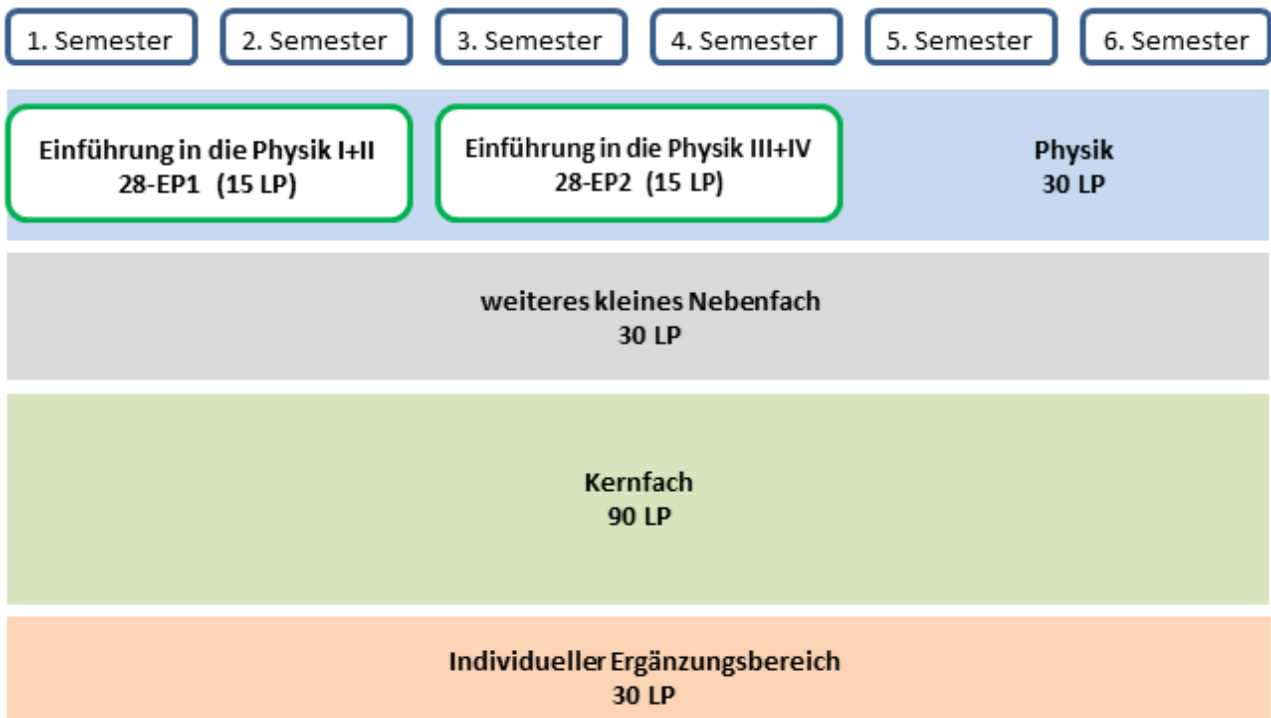 1. Semester
2. Semester
3. Semester
4. Semester
5. Semester
6. Semester
Einführung in die Physik I+II
28-EP1 (15 LP)
Einführung in die Physik III+IV
28-EP2 (15 LP)
Physik
30 LP
weiteres kleines Nebenfach
30 LP
Kernfach
90 LP
Individueller Ergänzungsbereich
30 LP